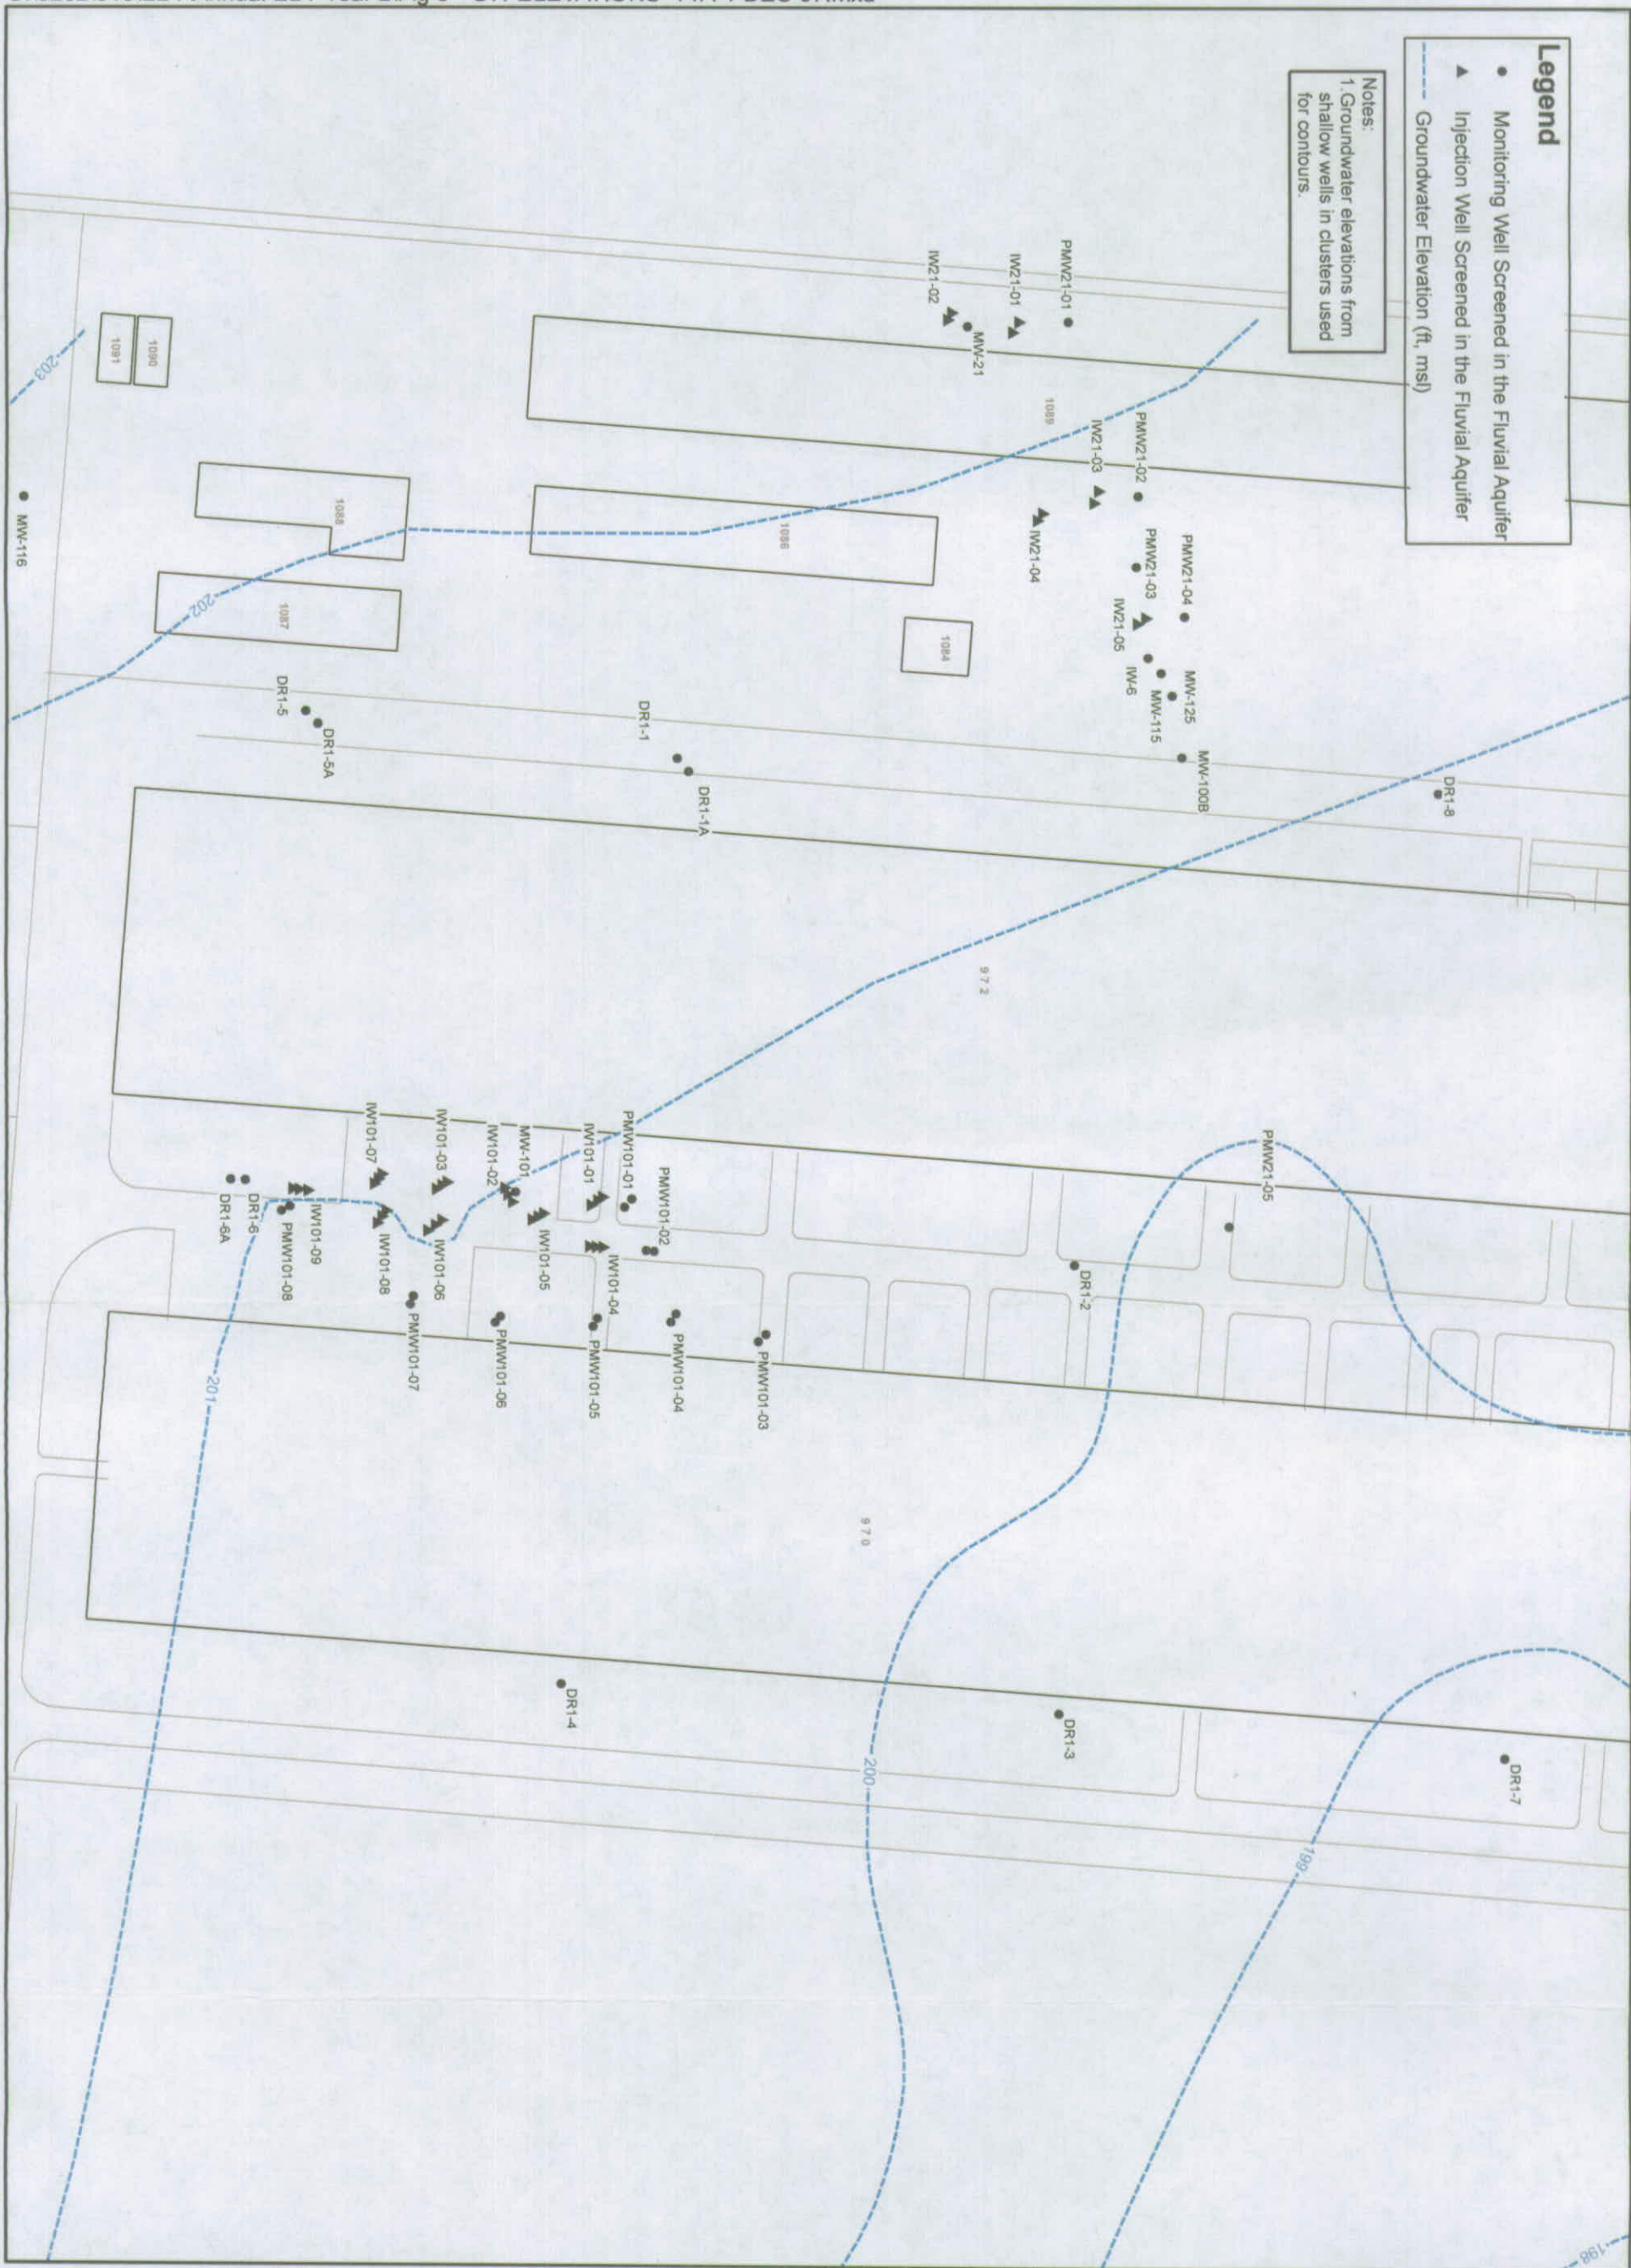 Legend
Monitoring Well Screened in the Fluvial Aquifer
Injection Well Screened in the Fluvial Aquifer
Groundwater Elevation (ft, msl)
Notes:
1.Groundwater elevations from
shallow wells in clusters used
for contours.
PMW21-01
IW21-01
IW21-02
MW-21
1089
PMW21-02
IW21-03
IW21-04
PMW21-04
PMW21-03
IW21-05
IW-6
MW-125
MW-115
MW-100B
DR1-8
1084
1086
1088
1087
1090
1091
203
MW-116
202
DR1-5
DR1-5A
DR1-1
DR1-1A
972
PMW21-05
DR1-2
PMW101-01
PMW101-02
IW101-01
MW-101
IW101-02
IW101-03
IW101-07
IW101-04
IW101-05
IW101-06
IW101-08
IW101-09
PMW101-08
DR1-6
DR1-6A
PMW101-03
PMW101-04
PMW101-05
PMW101-06
PMW101-07
201
970
DR1-7
DR1-3
DR1-4
200
199
198